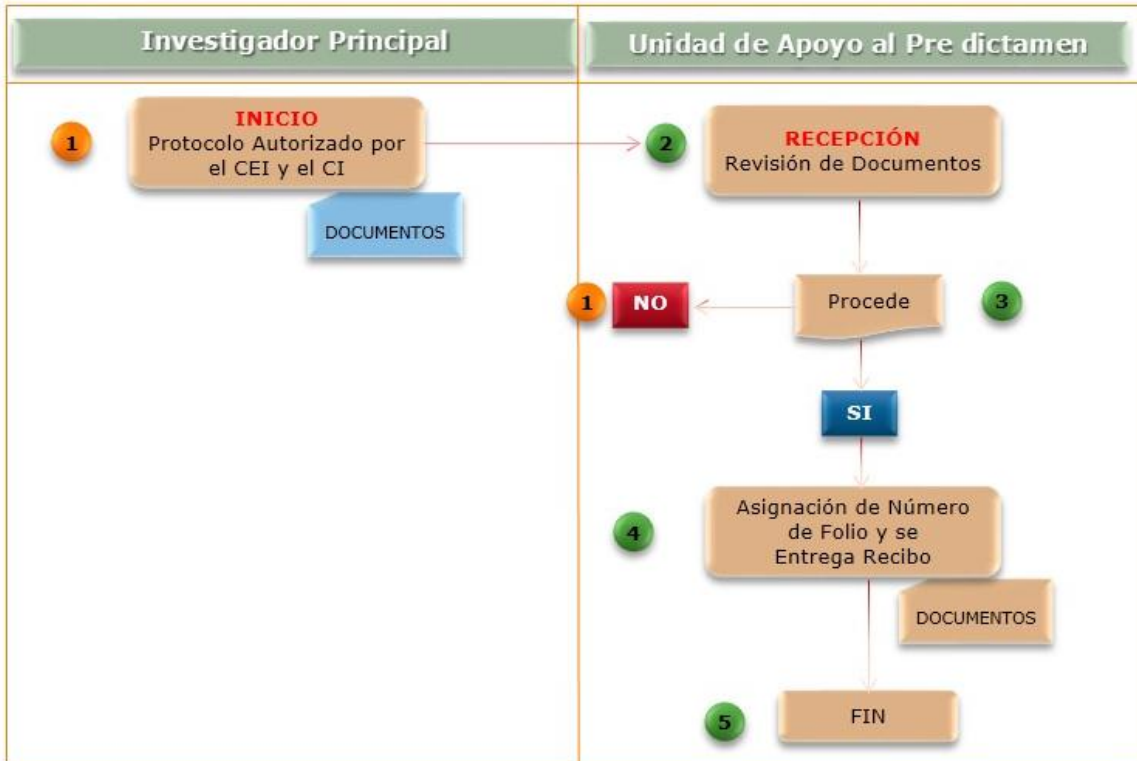 Investigador Principal
Unidad de Apoyo al Pre dictamen
1
INICIO
Protocolo Autorizado por
el CEI y el CI
DOCUMENTOS
2
RECEPCIÓN
Revisión de Documentos
1
NO
Procede
3
SI
4
Asignación de Número
de Folio y se
Entrega Recibo
DOCUMENTOS
5
FIN